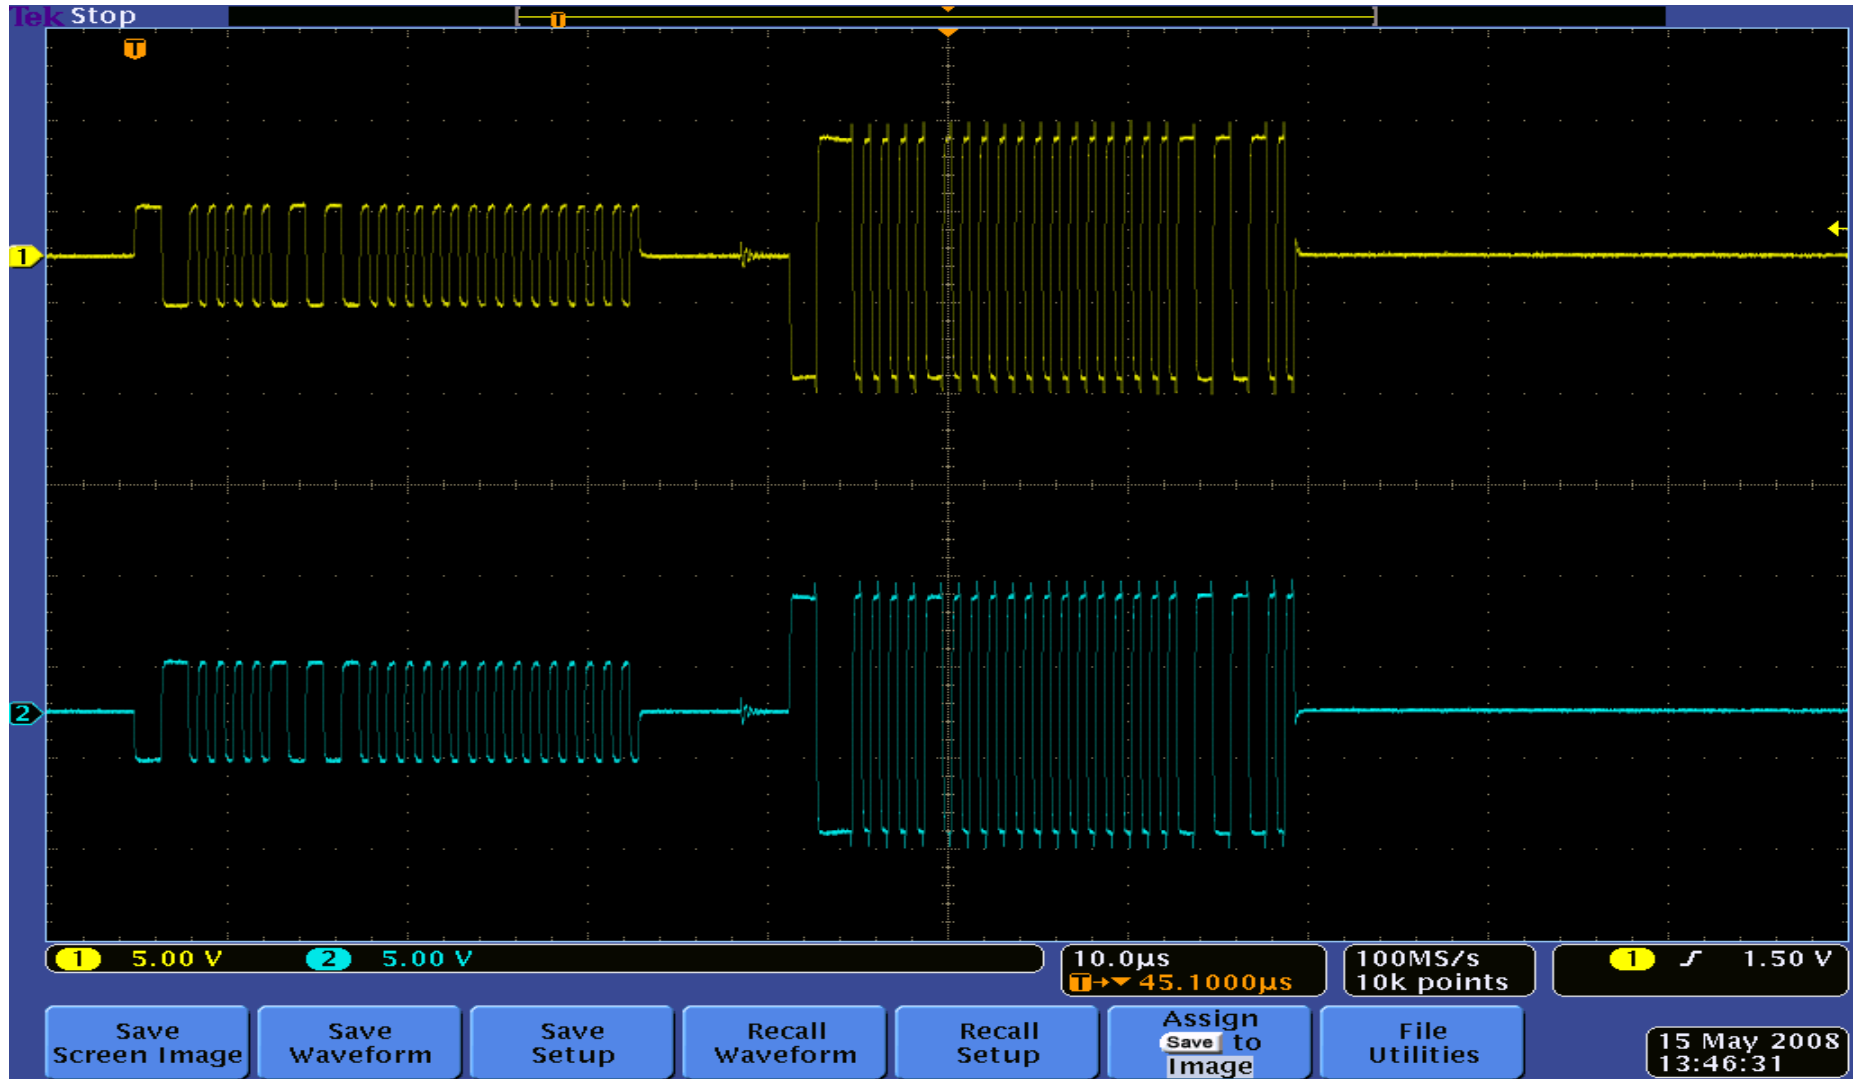 Tek Stop
T
T
1
2
1 5.00 V 2 5.00 V
10.0µs
T→▼45.1000µs
100MS/s
10k points
1 1.50 V
Save
Screen Image
Save
Waveform
Save
Setup
Recall
Waveform
Recall
Setup
Assign
Save to
Image
File
Utilities
15 May 2008
13:46:31